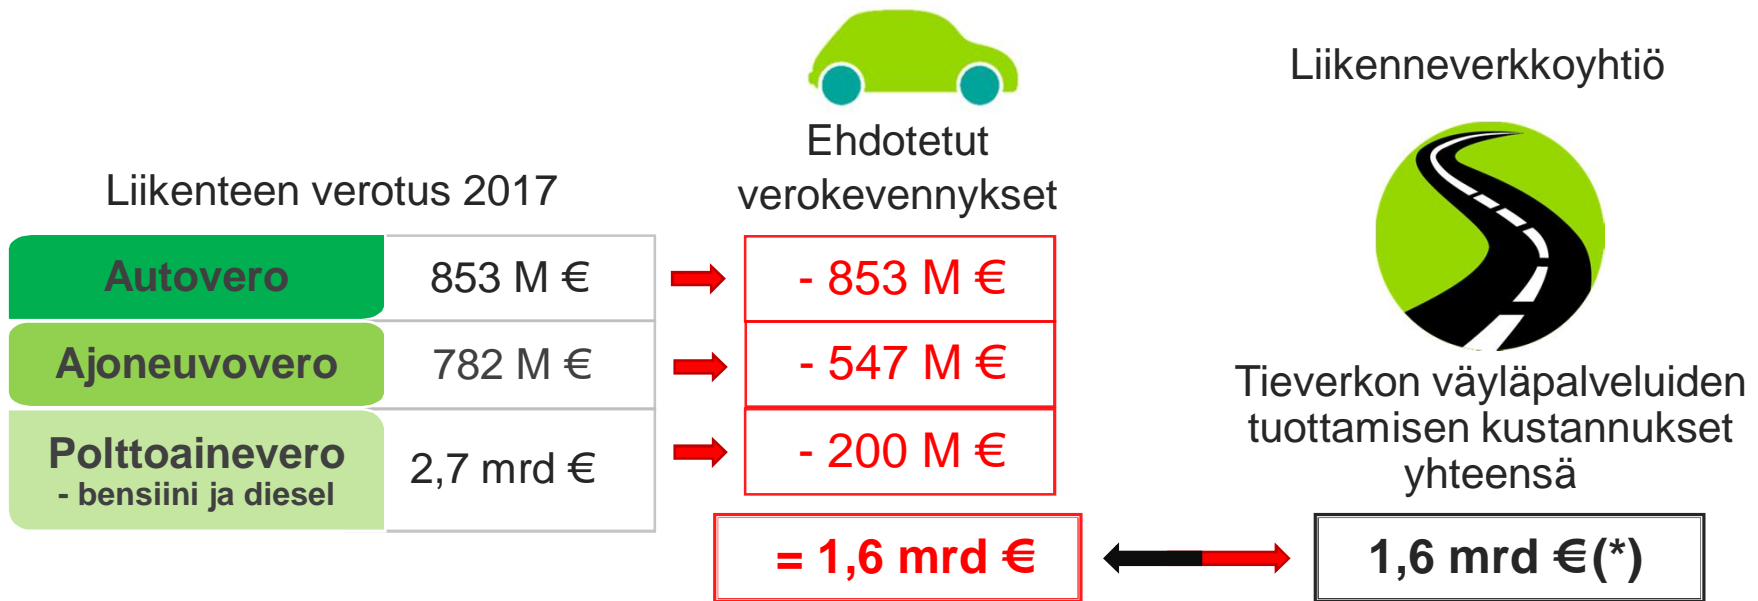 Liikenteen verotus 2017
Autovero
853 M €
Ajoneuvovero
782 M €
Polttoainevero
- bensiini ja diesel
2,7 mrd €
Ehdotetut
verokevennykset
- 853 M €
- 547 M €
- 200 M €
= 1,6 mrd €
Liikenneverkkoyhtiö
Tieverkon väyläpalveluiden
tuottamisen kustannukset
yhteensä
1,6 mrd €(*)